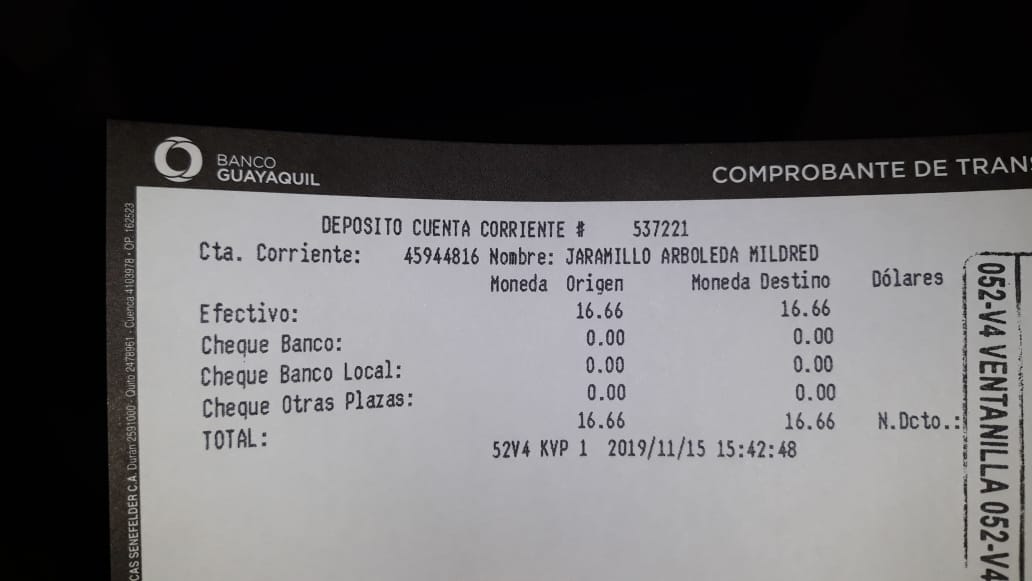 BANCO
GUAYAQUIL
COMPROBANTE DE TRANS
DEPOSITO CUENTA CORRIENTE # 537221
Cta. Corriente: 45944816 Nombre: JARAMILLO ARBOLEDA MILDRED
Moneda Origen Moneda Destino Dólares
Efectivo: 16.66 16.66
Cheque Banco: 0.00 0.00
Cheque Banco Local: 0.00 0.00
Cheque Otras Plazas: 0.00 0.00
TOTAL: 16.66 16.66 N.Dcto.:
52V4 KVP 1 2019/11/15 15:42:48
052-V4 VENTANILLA 052-V4
CAS SENEFELDER C.A. Duran 2591000 - Quito 2478961 - Cuenca 4103978 - OP. 162523